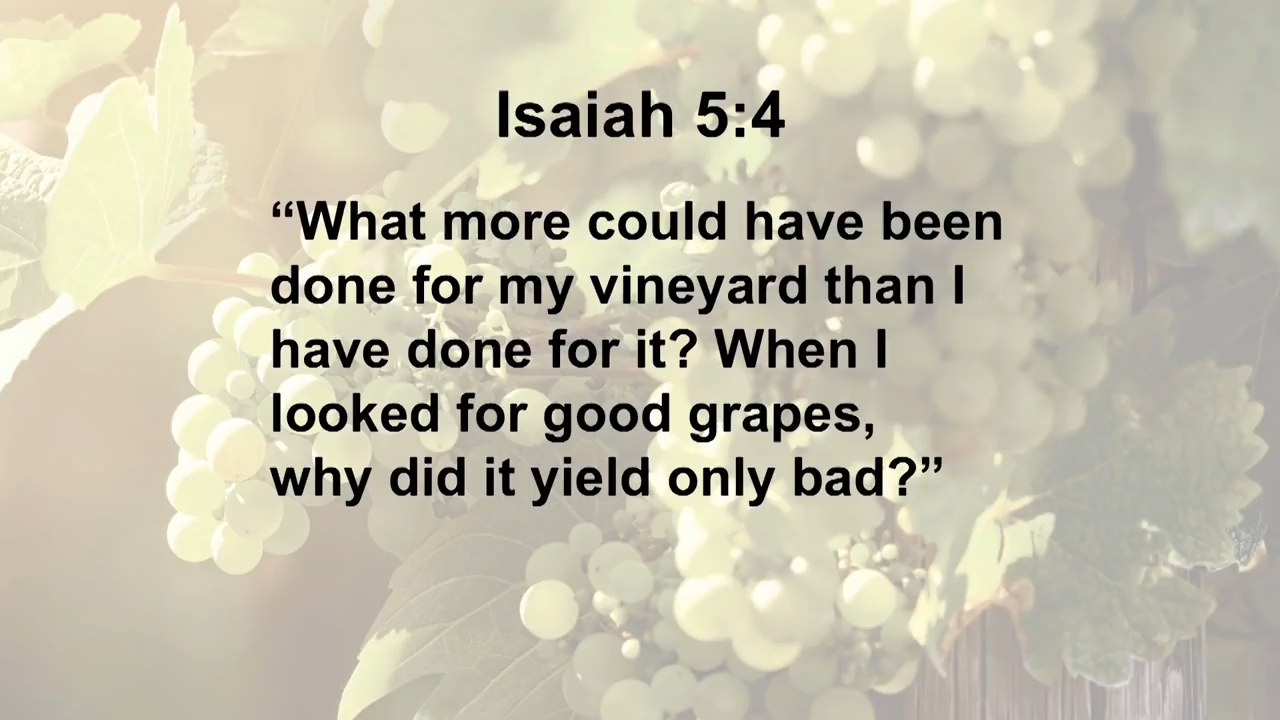 Isaiah 5:4
“What more could have been
done for my vineyard than I
have done for it? When I
looked for good grapes,
why did it yield only bad?”